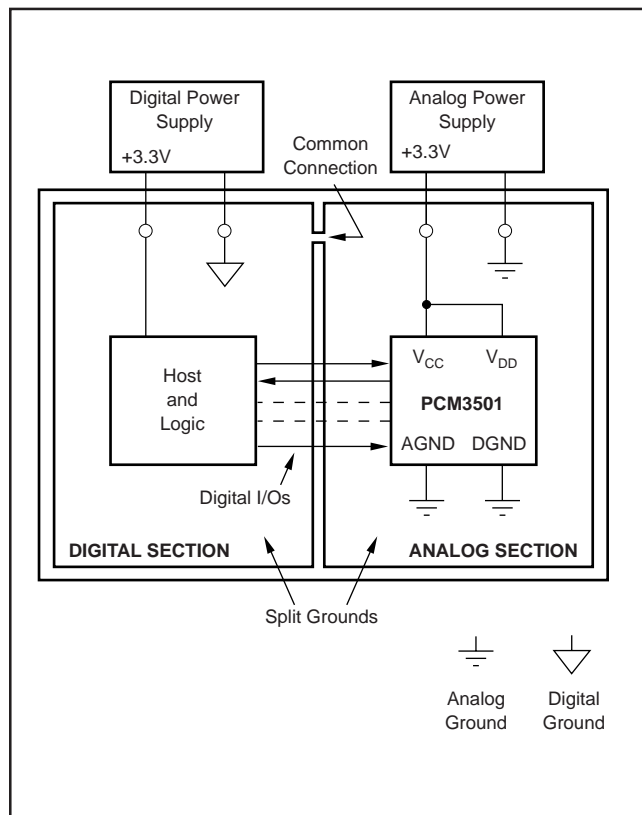 Digital Power
Supply
+3.3V
Analog Power
Supply
+3.3V
Common
Connection
Host
and
Logic
VCC VDD
PCM3501
AGND DGND
Digital I/Os
DIGITAL SECTION
ANALOG SECTION
Split Grounds
Analog
Ground
Digital
Ground